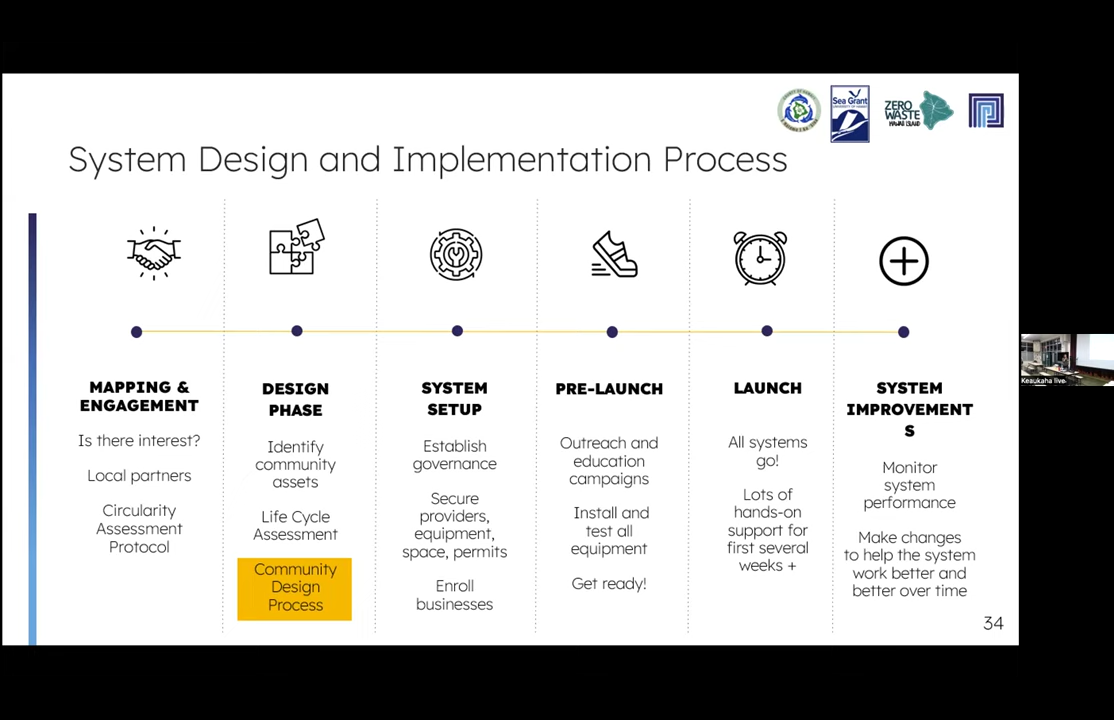 Sea Grant
ZERO
WASTE
HAWAI'I ISLAND
System Design and Implementation Process
MAPPING &
ENGAGEMENT
Is there interest?
Local partners
Circularity
Assessment
Protocol
DESIGN
PHASE
Identify
community
assets
Life Cycle
Assessment
Community
Design
Process
SYSTEM
SETUP
Establish
governance
Secure
providers,
equipment,
space, permits
Enroll
businesses
PRE-LAUNCH
Outreach and
education
campaigns
Install and
test all
equipment
Get ready!
LAUNCH
All systems
go!
Lots of
hands-on
support for
first several
weeks +
SYSTEM
IMPROVEMENT
S
Monitor
system
performance
Make changes
to help the system
work better and
better over time
34
Keaukaha live